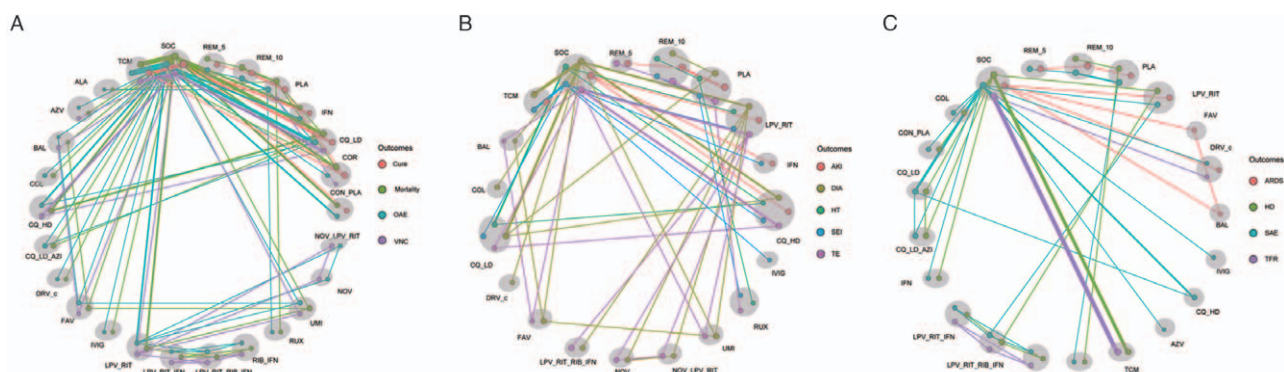 A
SOC
REM_5
REM_10
TCM
PLA
ALA
IFN
AZV
CQ_LD
BAL
COR
COL
CON_PLA
CQ_HD
NOV_LPV_RIT
CQ_LD_AZI
NOV
DRV_c
UMI
FAV
RUX
IVIG
RIB_IFN
LPV_RIT
LPV_RIT_IFN
LPV_RIT_RIB_IFN
Outcomes
Cure
Mortality
OAE
VNC
B
SOC
REM_5
REM_10
PLA
TCM
LPV_RIT
BAL
IFN
COL
CQ_HD
CQ_LD
IVIG
DRV_c
RUX
FAV
UMI
LPV_RIT_RIB_IFN
NOV
NOV_LPV_RIT
Outcomes
AKI
DIA
HT
SEI
TE
C
REM_5
REM_10
SOC
PLA
LPV_RIT
COL
FAV
CON_PLA
DRV_c
CQ_LD
BAL
CQ_LD_AZI
IVIG
IFN
CQ_HD
LPV_RIT_IFN
AZV
LPV_RIT_RIB_IFN
TCM
Outcomes
ARDS
HD
SAE
TFR